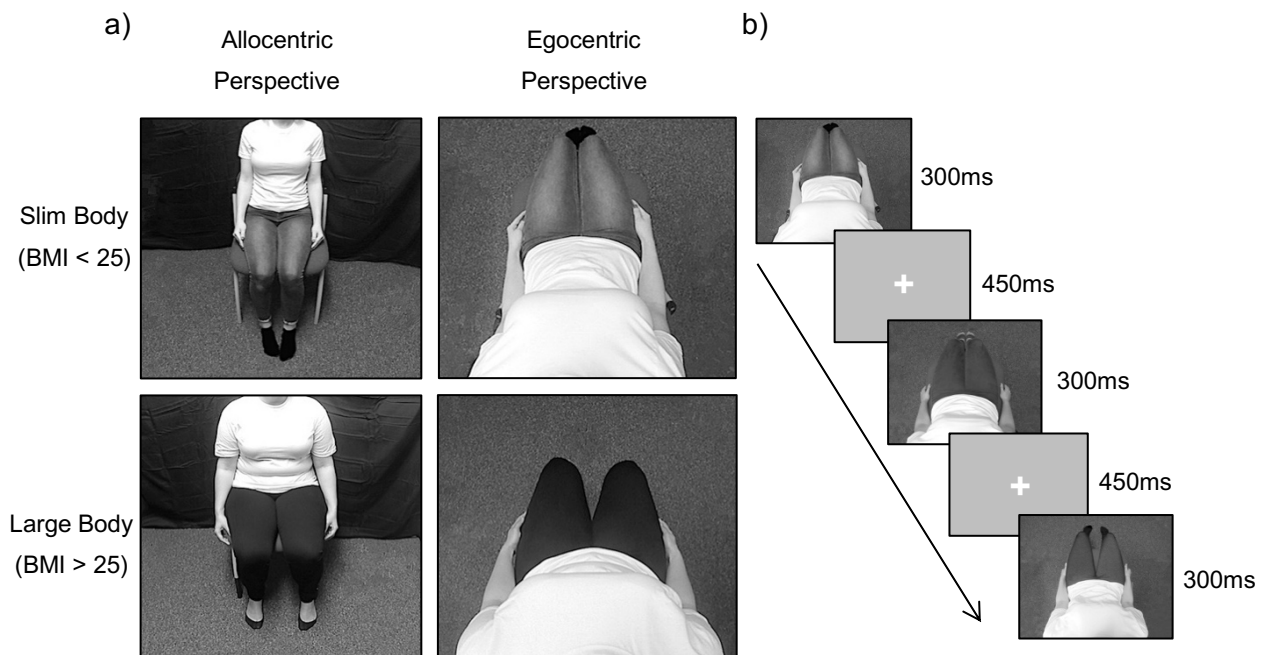 a)
Allocentric
Perspective
Egocentric
Perspective
b)
Slim Body
(BMI < 25)
Large Body
(BMI > 25)
300ms
450ms
300ms
450ms
300ms